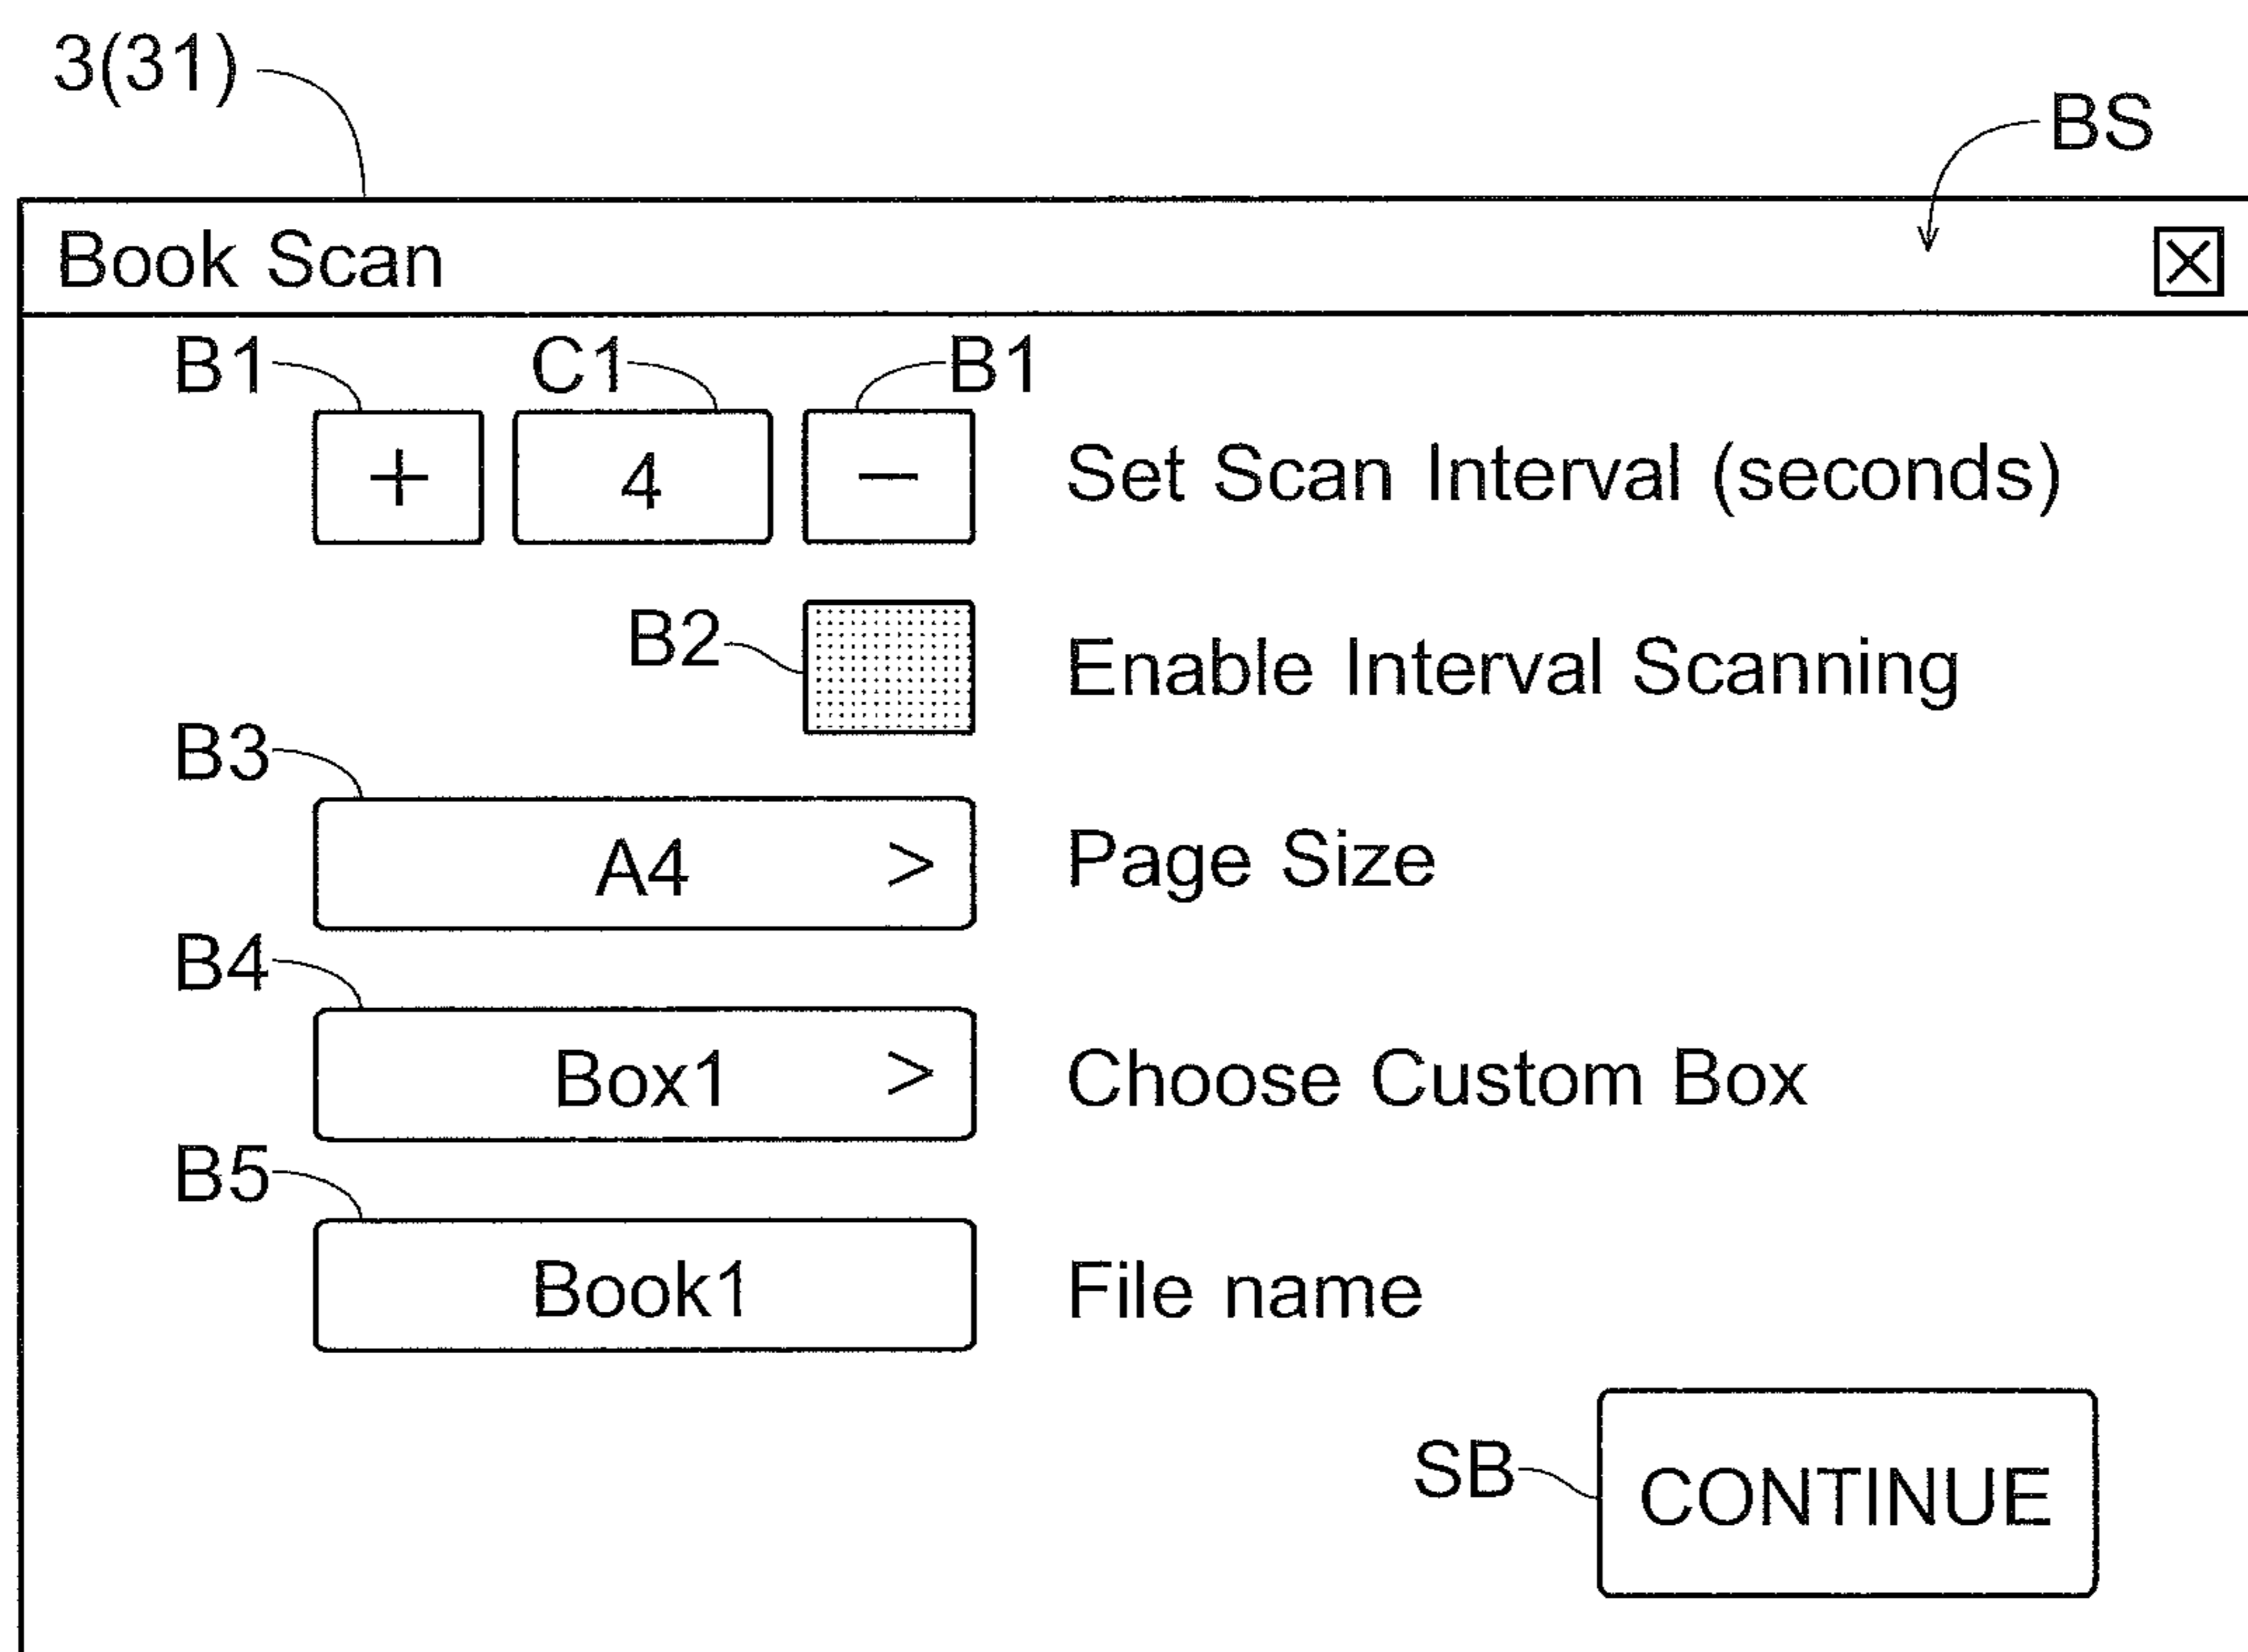 3(31)
BS
Book Scan
B1 C1 B1
+ 4 − Set Scan Interval (seconds)
B2 Enable Interval Scanning
B3
A4 > Page Size
B4
Box1 > Choose Custom Box
B5
Book1 File name
SB CONTINUE